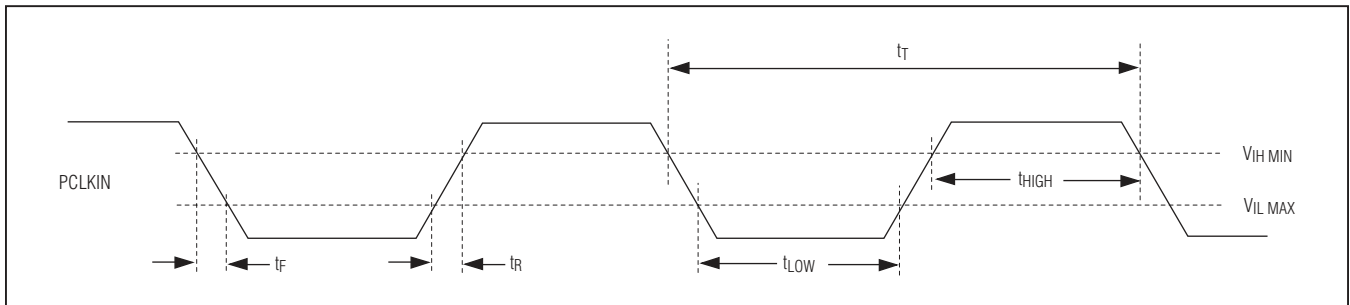 tT
VIH MIN
PCLKIN
tHIGH
VIL MAX
tF
tR
tLOW